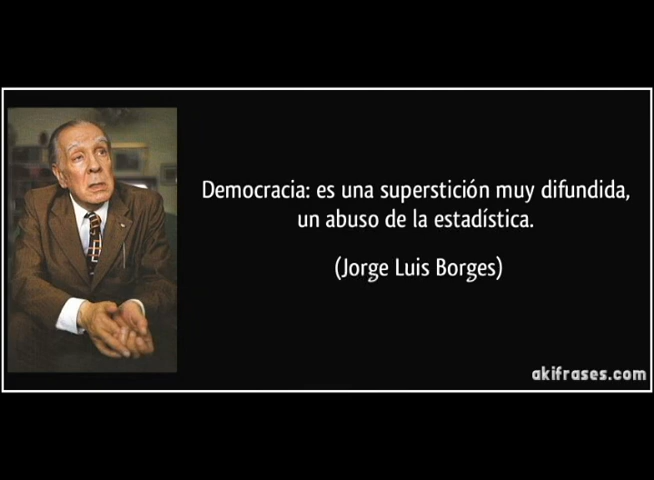 Democracia: es una superstición muy difundida,
un abuso de la estadística.
(Jorge Luis Borges)
akifrases.com